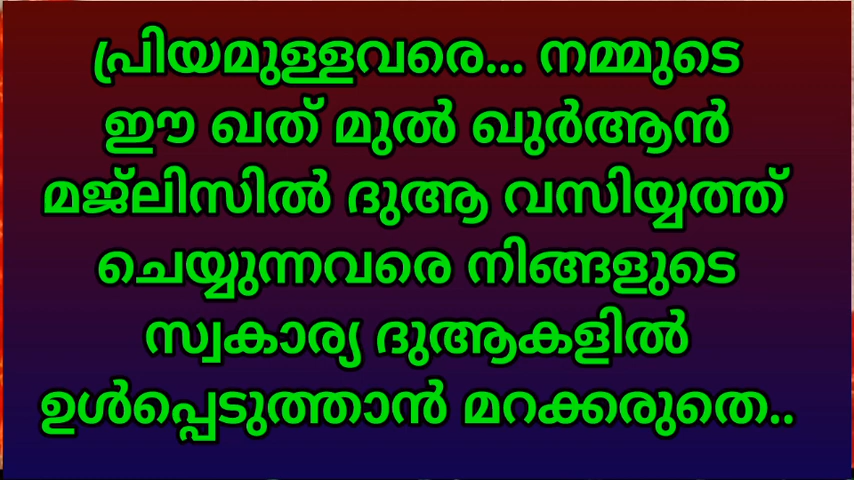 പ്രിയമുള്ളവരെ... നമ്മുടെ
ഈ ഖത് മുൽ ഖുർആൻ
മജ്‌ലിസിൽ ദുആ വസിയ്യത്ത്
ചെയ്യുന്നവരെ നിങ്ങളുടെ
സ്വകാര്യ ദുആകളിൽ
ഉൾപ്പെടുത്താൻ മറക്കരുതെ..